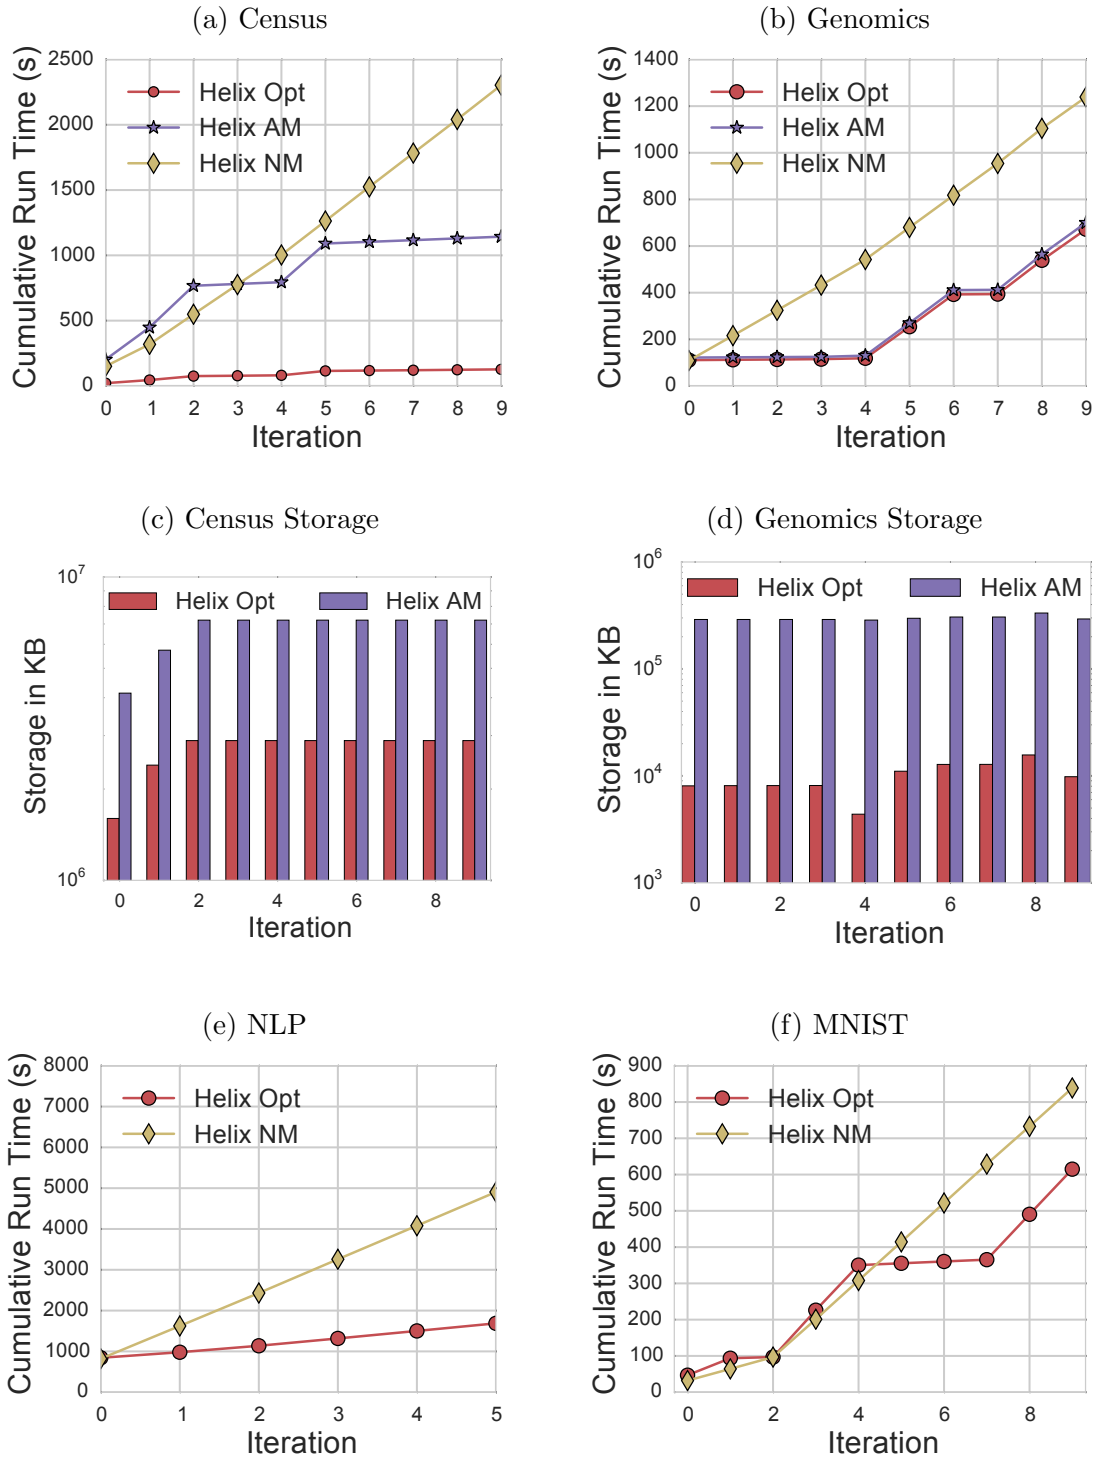 (a) Census
Cumulative Run Time (s)
2500
2000
1500
1000
500
0
Helix Opt
Helix AM
Helix NM
0 1 2 3 4 5 6 7 8 9
Iteration
(b) Genomics
Cumulative Run Time (s)
1400
1200
1000
800
600
400
200
0
Helix Opt
Helix AM
Helix NM
0 1 2 3 4 5 6 7 8 9
Iteration
(c) Census Storage
Storage in KB
10^7
10^6
Helix Opt Helix AM
0 2 4 6 8
Iteration
(d) Genomics Storage
Storage in KB
10^6
10^5
10^4
10^3
Helix Opt Helix AM
0 2 4 6 8
Iteration
(e) NLP
Cumulative Run Time (s)
8000
7000
6000
5000
4000
3000
2000
1000
0
Helix Opt
Helix NM
0 1 2 3 4 5
Iteration
(f) MNIST
Cumulative Run Time (s)
900
800
700
600
500
400
300
200
100
0
Helix Opt
Helix NM
0 2 4 6 8
Iteration